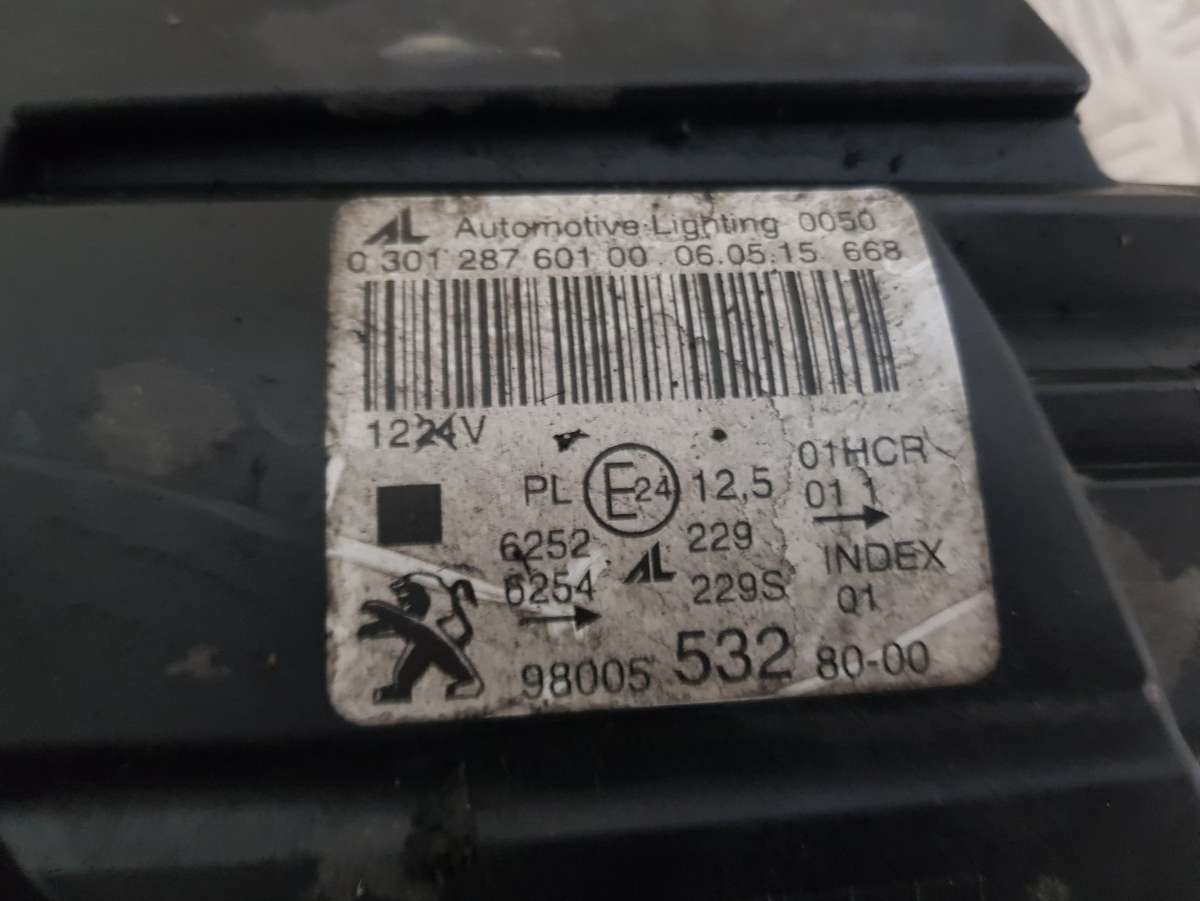 AL Automotive Lighting 0050
0 301 287 601 00 06.05.15 668
1224V
PL E24 12,5 01HCR
01 1
6252 AL 229 INDEX
6254 229S 01
98005 532 80-00